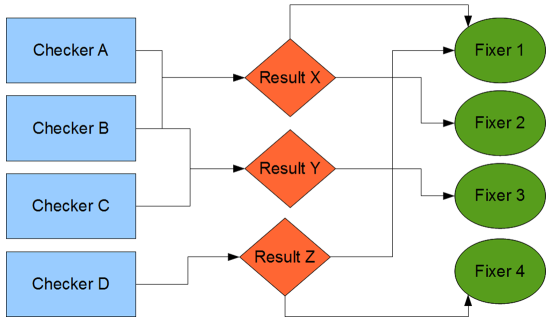 Checker A
Checker B
Checker C
Checker D
Result X
Result Y
Result Z
Fixer 1
Fixer 2
Fixer 3
Fixer 4